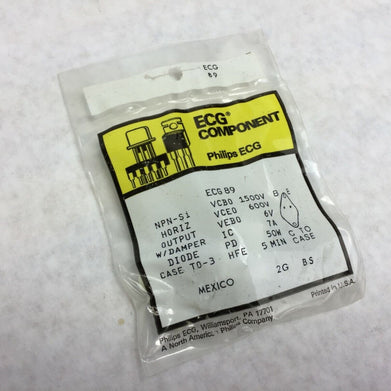 ECG
89
ECG®
COMPONENT
Philips ECG
ECG 89
NPN-Si VCBO 1500V B E
HORIZ VCEO 600V
OUTPUT VEBO 6V
W/DAMPER IC 7A
DIODE PD 50W C TO
CASE TO-3 HFE 5 MIN CASE
MEXICO 2G BS
Printed in U.S.A.
Philips ECG, Williamsport, PA 17701
A North American Philips Company